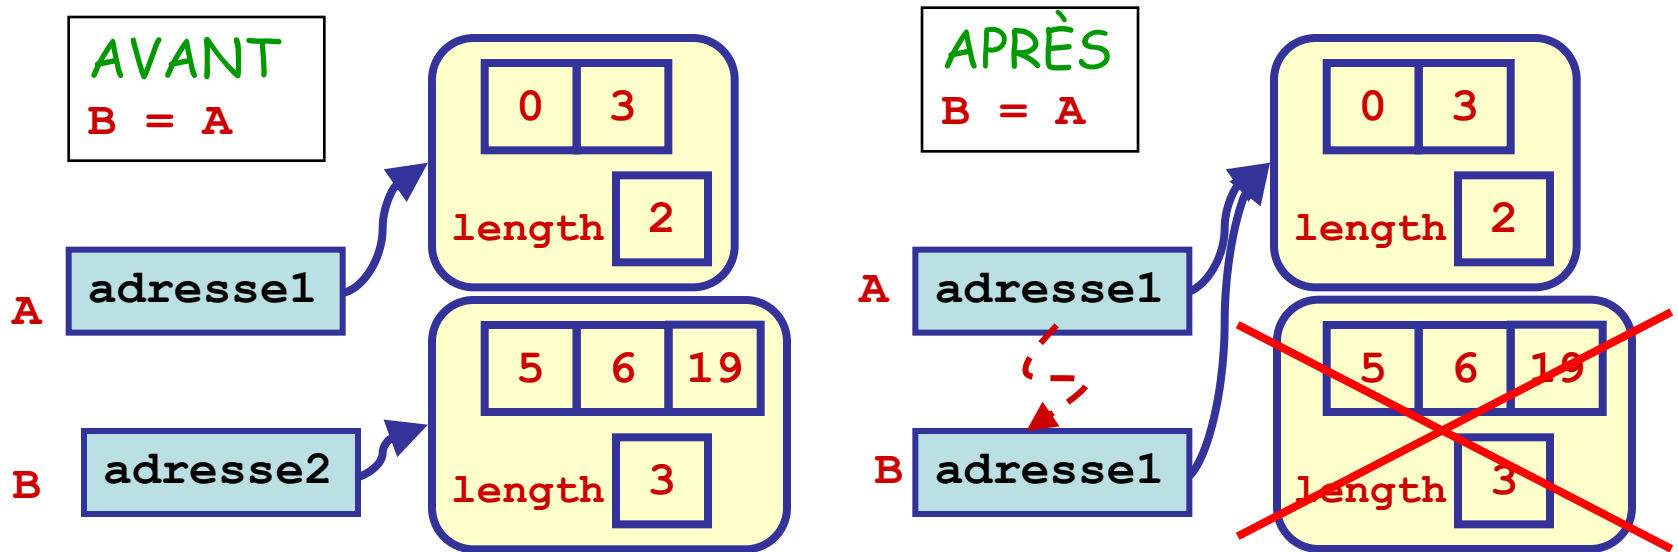 AVANT
B = A
0 3
length 2
A adresse1
5 6 19
B adresse2
length 3
APRÈS
B = A
0 3
length 2
A adresse1
5 6 19
B adresse1
length 3